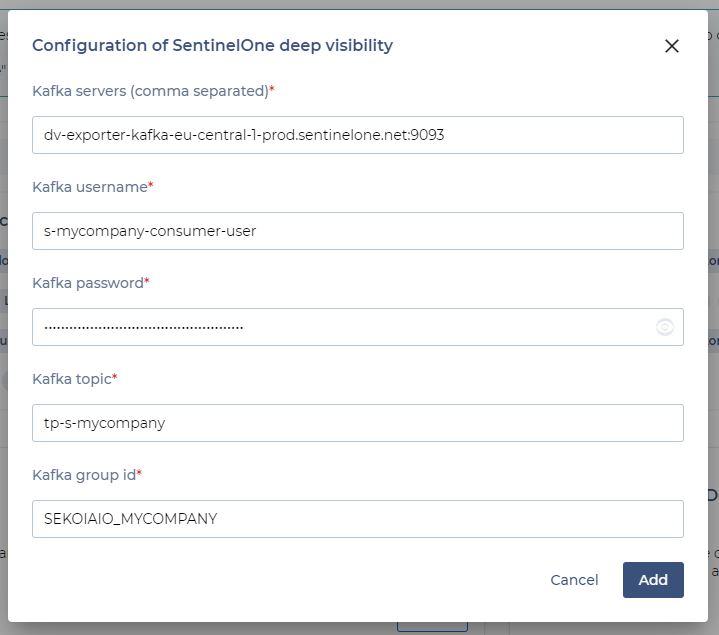 Configuration of SentinelOne deep visibility
Kafka servers (comma separated)*
dv-exporter-kafka-eu-central-1-prod.sentinelone.net:9093
Kafka username*
s-mycompany-consumer-user
Kafka password*
Kafka topic*
tp-s-mycompany
Kafka group id*
SEKOIAIO_MYCOMPANY
Cancel
Add